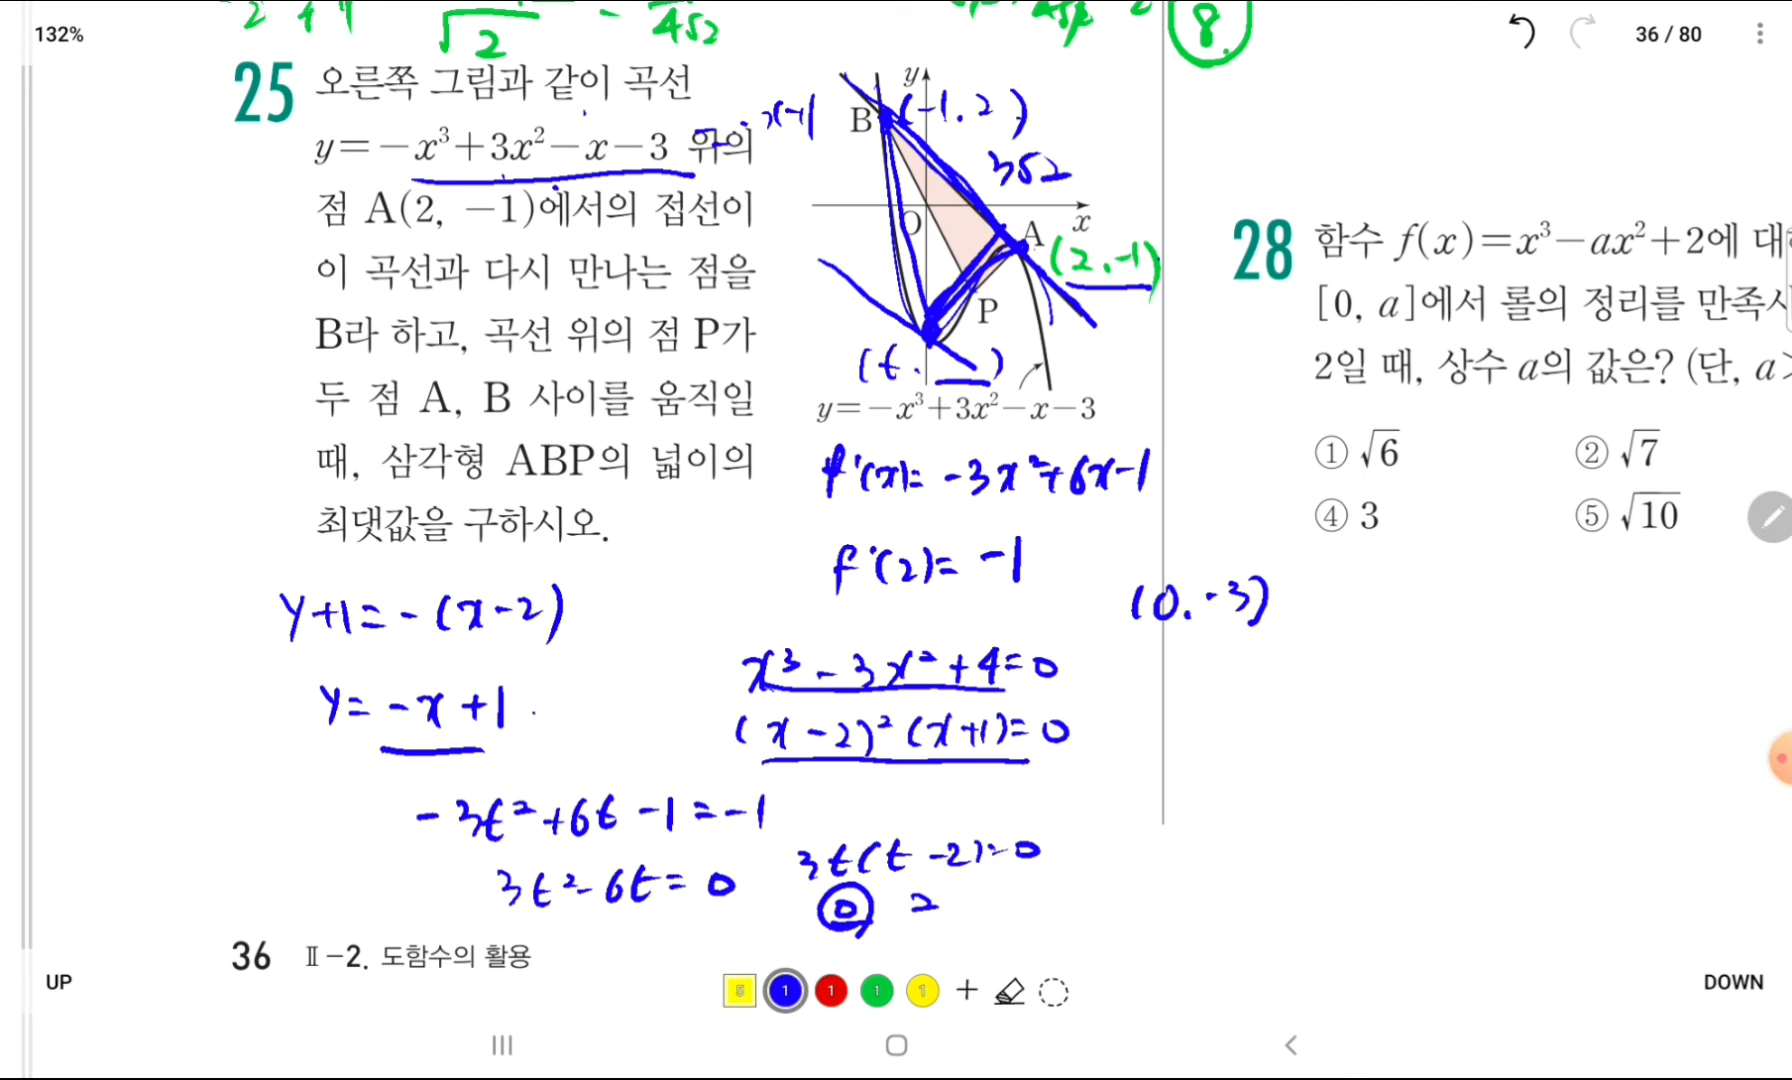 132%
36 / 80
√2
4√2
8
25 오른쪽 그림과 같이 곡선
y=-x³+3x²-x-3 위의
점 A(2, -1)에서의 접선이
이 곡선과 다시 만나는 점을
B라 하고, 곡선 위의 점 P가
두 점 A, B 사이를 움직일
때, 삼각형 ABP의 넓이의
최댓값을 구하시오.
y
B (-1, 2)
3√2
O
A
x
(2, -1)
P
(t, )
y=-x³+3x²-x-3
f'(x)= -3x²+6x-1
f'(2)= -1
(0, -3)
y+1= -(x-2)
y= -x+1
x³-3x²+4=0
(x-2)²(x+1)=0
-3t²+6t-1=-1
3t²-6t=0
3t(t-2)=0
0 2
28 함수 f(x)=x³-ax²+2에 대
[0, a]에서 롤의 정리를 만족시
2일 때, 상수 a의 값은? (단, a>
① √6 ② √7
④ 3 ⑤ √10
36 Ⅱ-2. 도함수의 활용
UP
DOWN
5 1 1 1 1